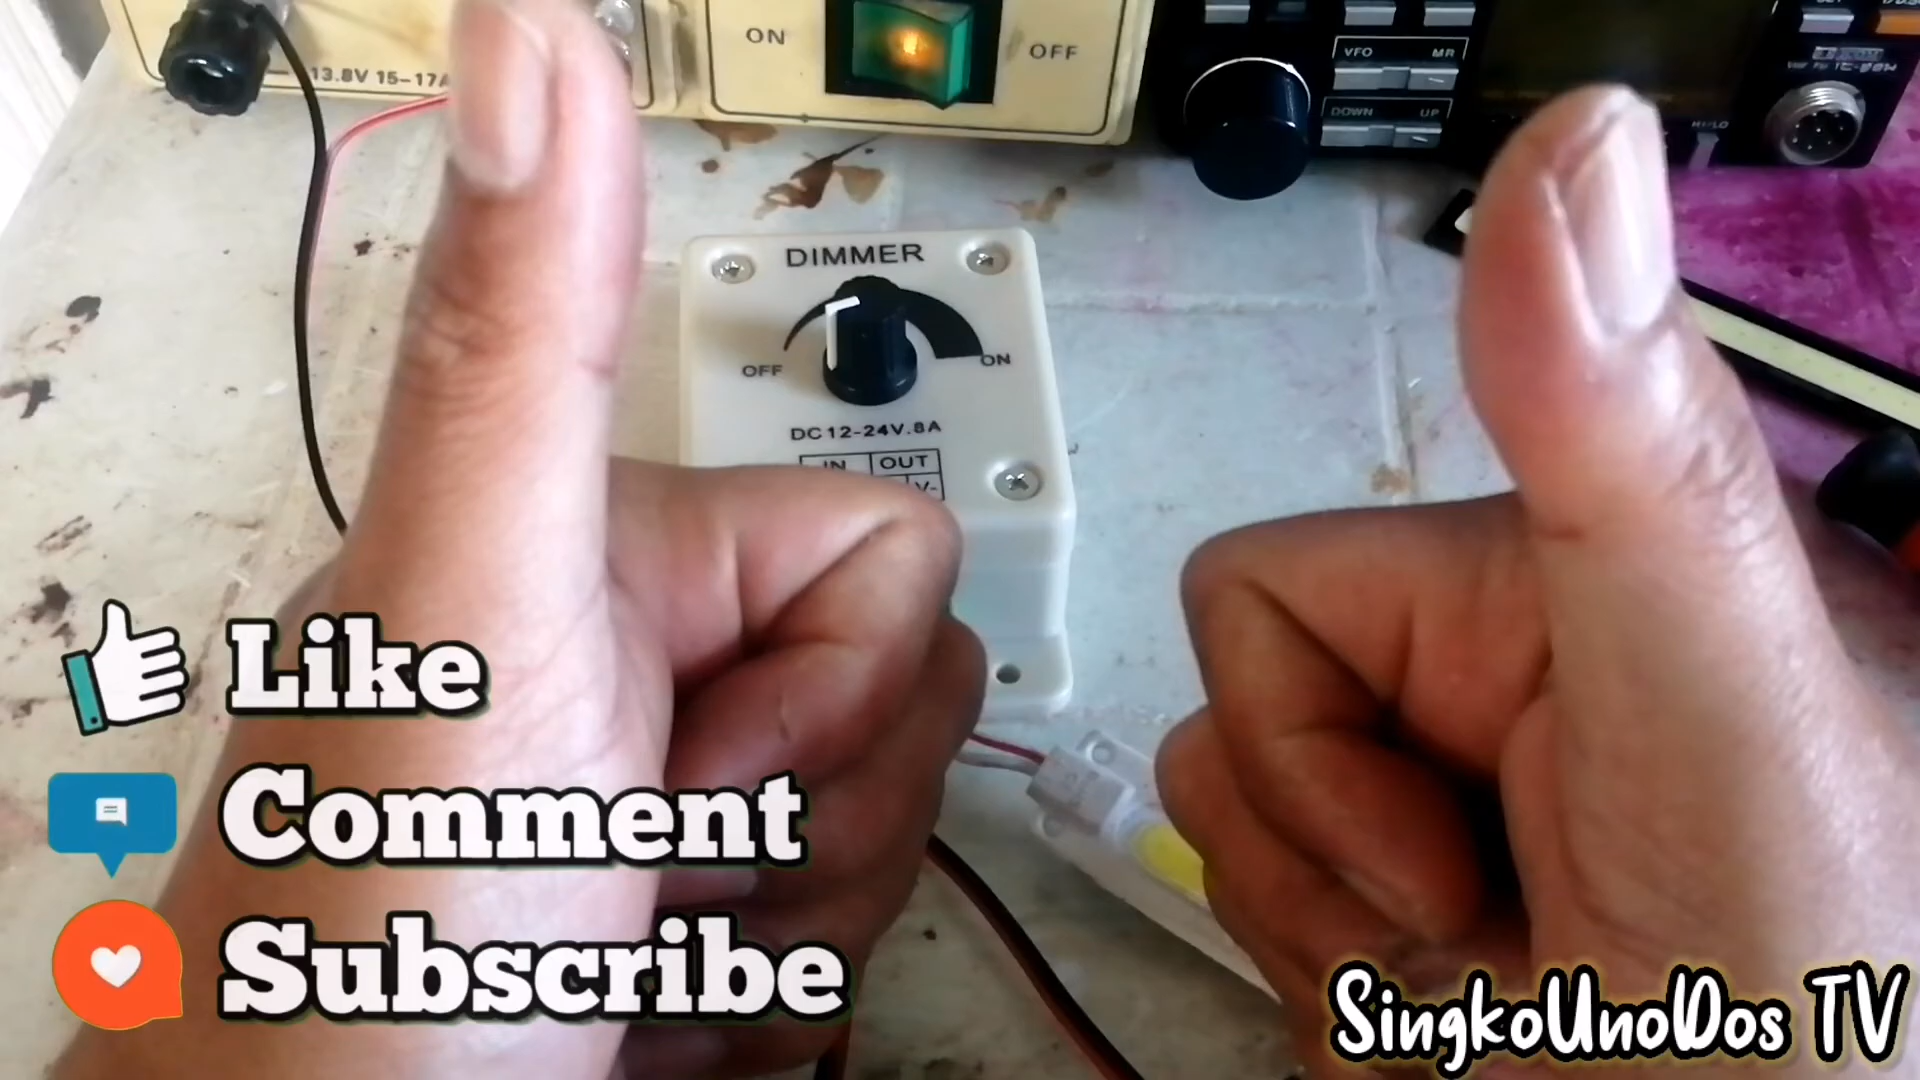 ON
OFF
13.8V 15-17A
VFO
MR
DOWN
UP
DIMMER
OFF
ON
DC12-24V.8A
IN
OUT
V-
Like
Comment
Subscribe
SingkoUnoDos TV